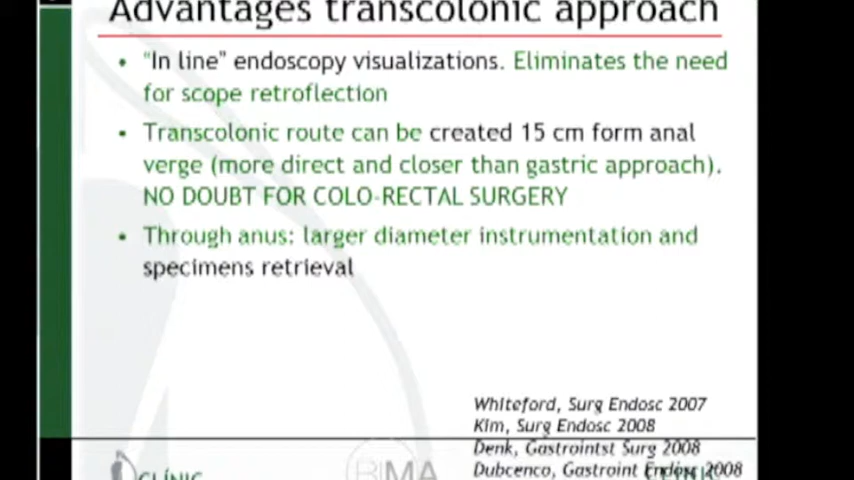 Advantages transcolonic approach
• "In line" endoscopy visualizations. Eliminates the need
for scope retroflection
• Transcolonic route can be created 15 cm form anal
verge (more direct and closer than gastric approach).
NO DOUBT FOR COLO-RECTAL SURGERY
• Through anus: larger diameter instrumentation and
specimens retrieval
Whiteford, Surg Endosc 2007
Kim, Surg Endosc 2008
Denk, Gastrointst Surg 2008
Dubcenco, Gastroint Endosc 2008
CLÍNIC
BIMA